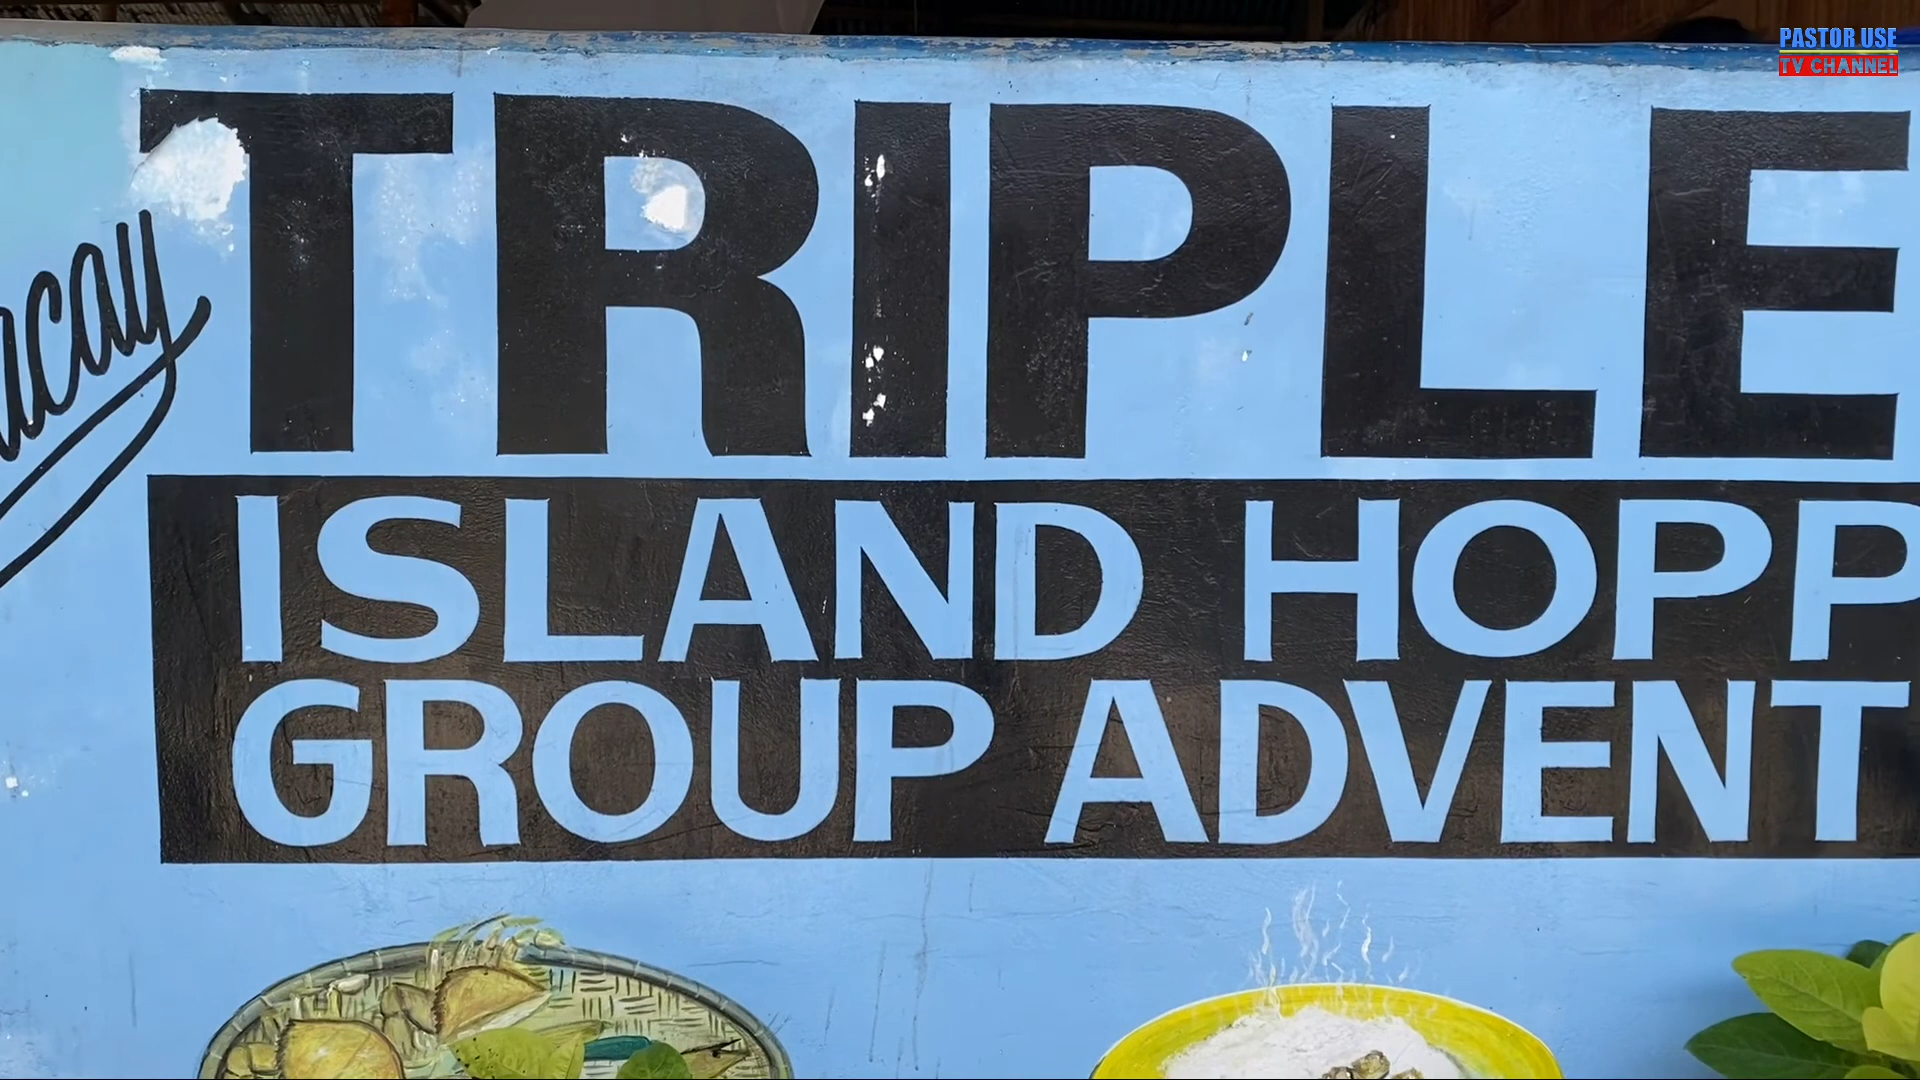 PASTOR USE
TV CHANNEL
TRIPLE
ISLAND HOPP
GROUP ADVENT
acay